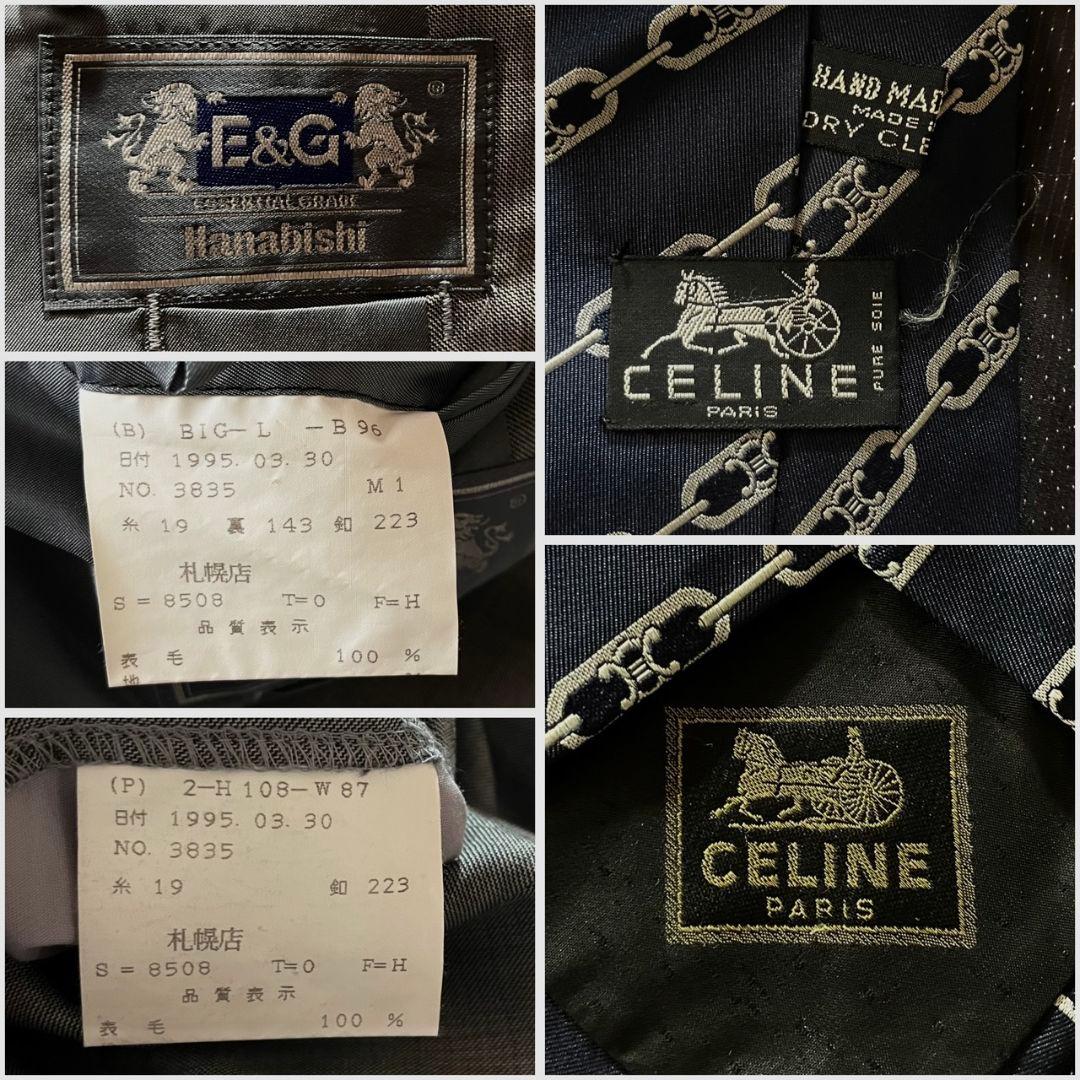 E&G
®
ESSENTIAL GRADE
Hanabishi
(B) BIG-L -B 96
日付 1995. 03. 30
NO. 3835 M 1
糸 19 裏 143 釦 223
札幌店
S = 8508 T=0 F=H
品質表示
表 毛 100 %
(P) 2-H 108-W 87
日付 1995. 03. 30
NO. 3835
糸 19 釦 223
札幌店
S = 8508 T=0 F=H
品質表示
表 毛 100 %
HAND MAD
MADE
DRY CLE
CELINE
PARIS
PURE SOIE
CELINE
PARIS